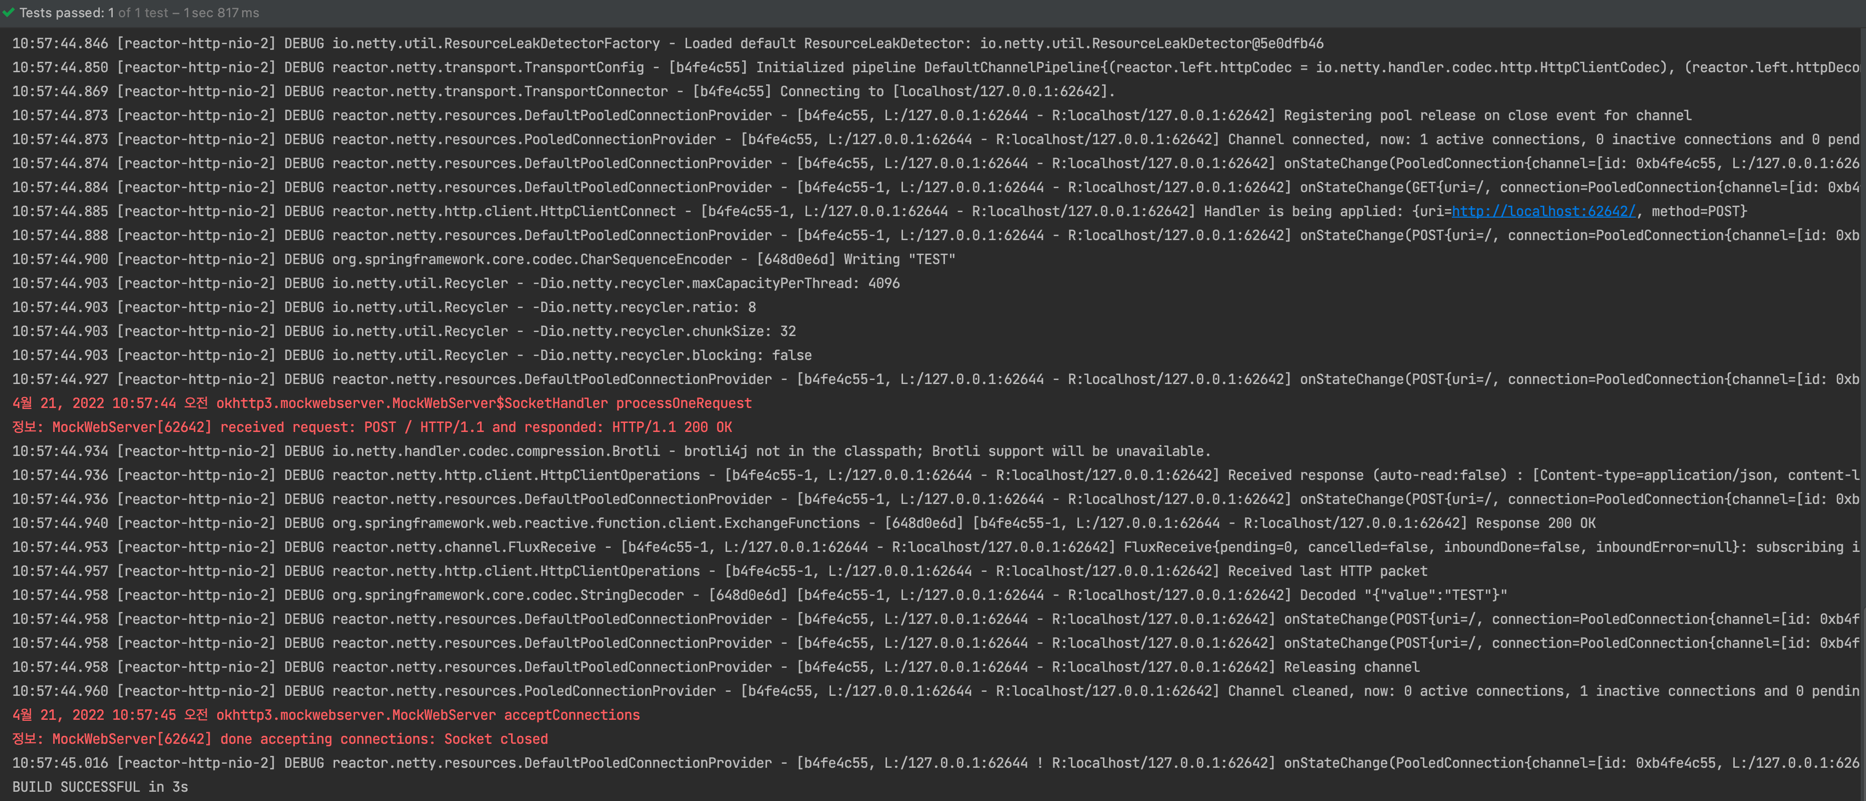 Tests passed: 1 of 1 test – 1 sec 817 ms
10:57:44.846 [reactor-http-nio-2] DEBUG io.netty.util.ResourceLeakDetectorFactory - Loaded default ResourceLeakDetector: io.netty.util.ResourceLeakDetector@5e0dfb46
10:57:44.850 [reactor-http-nio-2] DEBUG reactor.netty.transport.TransportConfig - [b4fe4c55] Initialized pipeline DefaultChannelPipeline{(reactor.left.httpCodec = io.netty.handler.codec.http.HttpClientCodec), (reactor.left.httpDeco
10:57:44.869 [reactor-http-nio-2] DEBUG reactor.netty.transport.TransportConnector - [b4fe4c55] Connecting to [localhost/127.0.0.1:62642].
10:57:44.873 [reactor-http-nio-2] DEBUG reactor.netty.resources.DefaultPooledConnectionProvider - [b4fe4c55, L:/127.0.0.1:62644 - R:localhost/127.0.0.1:62642] Registering pool release on close event for channel
10:57:44.873 [reactor-http-nio-2] DEBUG reactor.netty.resources.PooledConnectionProvider - [b4fe4c55, L:/127.0.0.1:62644 - R:localhost/127.0.0.1:62642] Channel connected, now: 1 active connections, 0 inactive connections and 0 pend
10:57:44.874 [reactor-http-nio-2] DEBUG reactor.netty.resources.DefaultPooledConnectionProvider - [b4fe4c55, L:/127.0.0.1:62644 - R:localhost/127.0.0.1:62642] onStateChange(PooledConnection{channel=[id: 0xb4fe4c55, L:/127.0.0.1:626
10:57:44.884 [reactor-http-nio-2] DEBUG reactor.netty.resources.DefaultPooledConnectionProvider - [b4fe4c55-1, L:/127.0.0.1:62644 - R:localhost/127.0.0.1:62642] onStateChange(GET{uri=/, connection=PooledConnection{channel=[id: 0xb4
10:57:44.885 [reactor-http-nio-2] DEBUG reactor.netty.http.client.HttpClientConnect - [b4fe4c55-1, L:/127.0.0.1:62644 - R:localhost/127.0.0.1:62642] Handler is being applied: {uri=http://localhost:62642/, method=POST}
10:57:44.888 [reactor-http-nio-2] DEBUG reactor.netty.resources.DefaultPooledConnectionProvider - [b4fe4c55-1, L:/127.0.0.1:62644 - R:localhost/127.0.0.1:62642] onStateChange(POST{uri=/, connection=PooledConnection{channel=[id: 0xb
10:57:44.900 [reactor-http-nio-2] DEBUG org.springframework.core.codec.CharSequenceEncoder - [648d0e6d] Writing "TEST"
10:57:44.903 [reactor-http-nio-2] DEBUG io.netty.util.Recycler - -Dio.netty.recycler.maxCapacityPerThread: 4096
10:57:44.903 [reactor-http-nio-2] DEBUG io.netty.util.Recycler - -Dio.netty.recycler.ratio: 8
10:57:44.903 [reactor-http-nio-2] DEBUG io.netty.util.Recycler - -Dio.netty.recycler.chunkSize: 32
10:57:44.903 [reactor-http-nio-2] DEBUG io.netty.util.Recycler - -Dio.netty.recycler.blocking: false
10:57:44.927 [reactor-http-nio-2] DEBUG reactor.netty.resources.DefaultPooledConnectionProvider - [b4fe4c55-1, L:/127.0.0.1:62644 - R:localhost/127.0.0.1:62642] onStateChange(POST{uri=/, connection=PooledConnection{channel=[id: 0xb
4월 21, 2022 10:57:44 오전 okhttp3.mockwebserver.MockWebServer$SocketHandler processOneRequest
정보: MockWebServer[62642] received request: POST / HTTP/1.1 and responded: HTTP/1.1 200 OK
10:57:44.934 [reactor-http-nio-2] DEBUG io.netty.handler.codec.compression.Brotli - brotli4j not in the classpath; Brotli support will be unavailable.
10:57:44.936 [reactor-http-nio-2] DEBUG reactor.netty.http.client.HttpClientOperations - [b4fe4c55-1, L:/127.0.0.1:62644 - R:localhost/127.0.0.1:62642] Received response (auto-read:false) : [Content-type=application/json, content-l
10:57:44.936 [reactor-http-nio-2] DEBUG reactor.netty.resources.DefaultPooledConnectionProvider - [b4fe4c55-1, L:/127.0.0.1:62644 - R:localhost/127.0.0.1:62642] onStateChange(POST{uri=/, connection=PooledConnection{channel=[id: 0xb
10:57:44.940 [reactor-http-nio-2] DEBUG org.springframework.web.reactive.function.client.ExchangeFunctions - [648d0e6d] [b4fe4c55-1, L:/127.0.0.1:62644 - R:localhost/127.0.0.1:62642] Response 200 OK
10:57:44.953 [reactor-http-nio-2] DEBUG reactor.netty.channel.FluxReceive - [b4fe4c55-1, L:/127.0.0.1:62644 - R:localhost/127.0.0.1:62642] FluxReceive{pending=0, cancelled=false, inboundDone=false, inboundError=null}: subscribing i
10:57:44.957 [reactor-http-nio-2] DEBUG reactor.netty.http.client.HttpClientOperations - [b4fe4c55-1, L:/127.0.0.1:62644 - R:localhost/127.0.0.1:62642] Received last HTTP packet
10:57:44.958 [reactor-http-nio-2] DEBUG org.springframework.core.codec.StringDecoder - [648d0e6d] [b4fe4c55-1, L:/127.0.0.1:62644 - R:localhost/127.0.0.1:62642] Decoded "{"value":"TEST"}"
10:57:44.958 [reactor-http-nio-2] DEBUG reactor.netty.resources.DefaultPooledConnectionProvider - [b4fe4c55, L:/127.0.0.1:62644 - R:localhost/127.0.0.1:62642] onStateChange(POST{uri=/, connection=PooledConnection{channel=[id: 0xb4f
10:57:44.958 [reactor-http-nio-2] DEBUG reactor.netty.resources.DefaultPooledConnectionProvider - [b4fe4c55, L:/127.0.0.1:62644 - R:localhost/127.0.0.1:62642] onStateChange(POST{uri=/, connection=PooledConnection{channel=[id: 0xb4f
10:57:44.958 [reactor-http-nio-2] DEBUG reactor.netty.resources.DefaultPooledConnectionProvider - [b4fe4c55, L:/127.0.0.1:62644 - R:localhost/127.0.0.1:62642] Releasing channel
10:57:44.960 [reactor-http-nio-2] DEBUG reactor.netty.resources.PooledConnectionProvider - [b4fe4c55, L:/127.0.0.1:62644 - R:localhost/127.0.0.1:62642] Channel cleaned, now: 0 active connections, 1 inactive connections and 0 pendin
4월 21, 2022 10:57:45 오전 okhttp3.mockwebserver.MockWebServer acceptConnections
정보: MockWebServer[62642] done accepting connections: Socket closed
10:57:45.016 [reactor-http-nio-2] DEBUG reactor.netty.resources.DefaultPooledConnectionProvider - [b4fe4c55, L:/127.0.0.1:62644 ! R:localhost/127.0.0.1:62642] onStateChange(PooledConnection{channel=[id: 0xb4fe4c55, L:/127.0.0.1:626
BUILD SUCCESSFUL in 3s